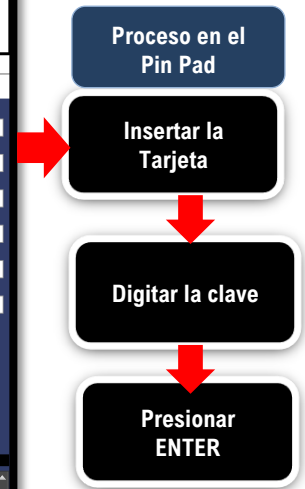 Proceso en el
Pin Pad
Insertar la
Tarjeta
Digitar la clave
Presionar
ENTER